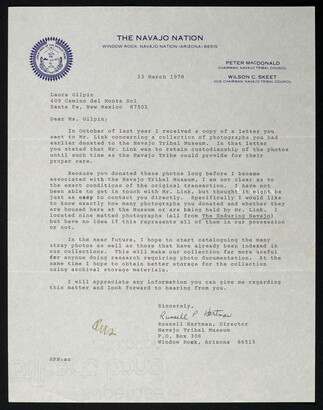 THE NAVAJO NATION
WINDOW ROCK, NAVAJO NATION (ARIZONA) 86515
PETER MacDONALD
CHAIRMAN, NAVAJO TRIBAL COUNCIL
WILSON C. SKEET
VICE CHAIRMAN, NAVAJO TRIBAL COUNCIL
13 March 1978
Laura Gilpin
409 Camino del Monte Sol
Santa Fe, New Mexico 87501
Dear Ms. Gilpin:
In October of last year I received a copy of a letter you
sent to Mr. Link concerning a collection of photographs you had
earlier donated to the Navajo Tribal Museum. In that letter
you stated that Mr. Link was to retain custodianship of the photos
until such time as the Navajo Tribe could provide for their
proper care.
Because you donated these photos long before I became
associated with the Navajo Tribal Museum, I am not clear as to
the exact conditions of the original transaction. I have not
been able to get in touch with Mr. Link, but thought it might be
just as easy to contact you directly. Specifically I would like
to know exactly how many photographs you donated and whether they
are housed here at the Museum or are being held by Mr. Link. I
located nine matted photographs (all from The Enduring Navajo)
but have no idea if this represents all of them in our possession
or not.
In the near future, I hope to start cataloguing the many
stray photos as well as those that have already been indexed in
our collections. This will make our collection far more useful
for anyone doing research requiring photo documentation. At the
same time I hope to obtain better storage for the collection
using archival storage materials.
I will appreciate any information you can give me regarding
this matter and look forward to hearing from you.
Sincerely,
Russell P. Hartman
Russell Hartman, Director
Navajo Tribal Museum
P.O. Box 308
Window Rock, Arizona 86515